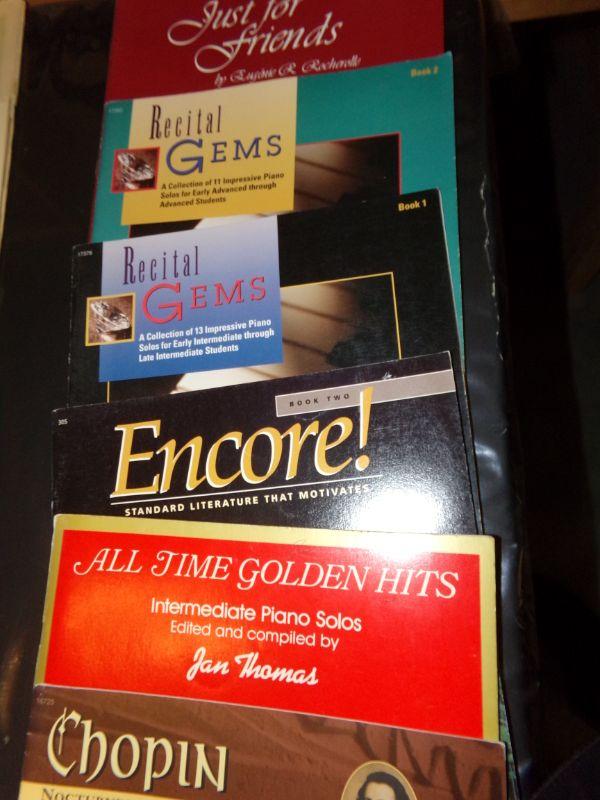 Just for
Friends
by Eugénie R. Rocherolle
Book 2
Recital
GEMS
A Collection of 11 Impressive Piano
Solos for Early Advanced through
Advanced Students
Book 1
17576
Recital
GEMS
A Collection of 13 Impressive Piano
Solos for Early Intermediate through
Late Intermediate Students
BOOK TWO
305
Encore!
STANDARD LITERATURE THAT MOTIVATES
ALL TIME GOLDEN HITS
Intermediate Piano Solos
Edited and compiled by
Jan Thomas
16725
CHOPIN